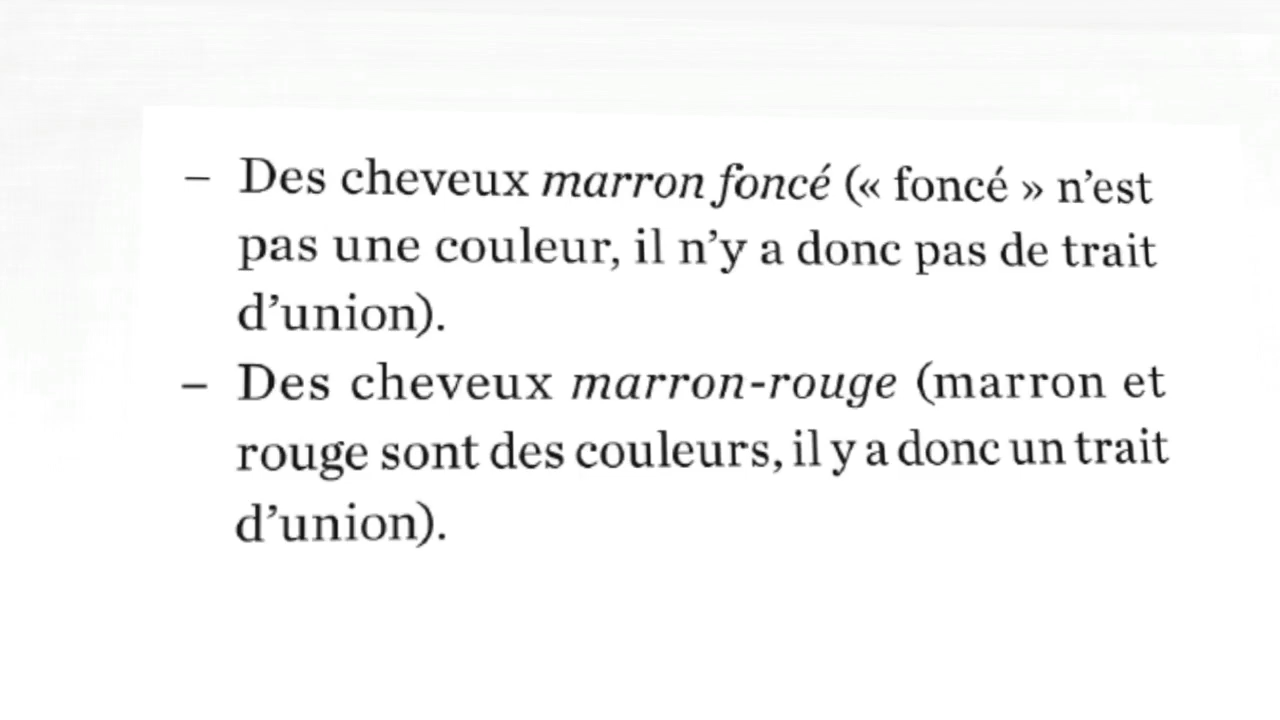 – Des cheveux marron foncé (« foncé » n’est
pas une couleur, il n’y a donc pas de trait
d’union).
– Des cheveux marron-rouge (marron et
rouge sont des couleurs, il y a donc un trait
d’union).